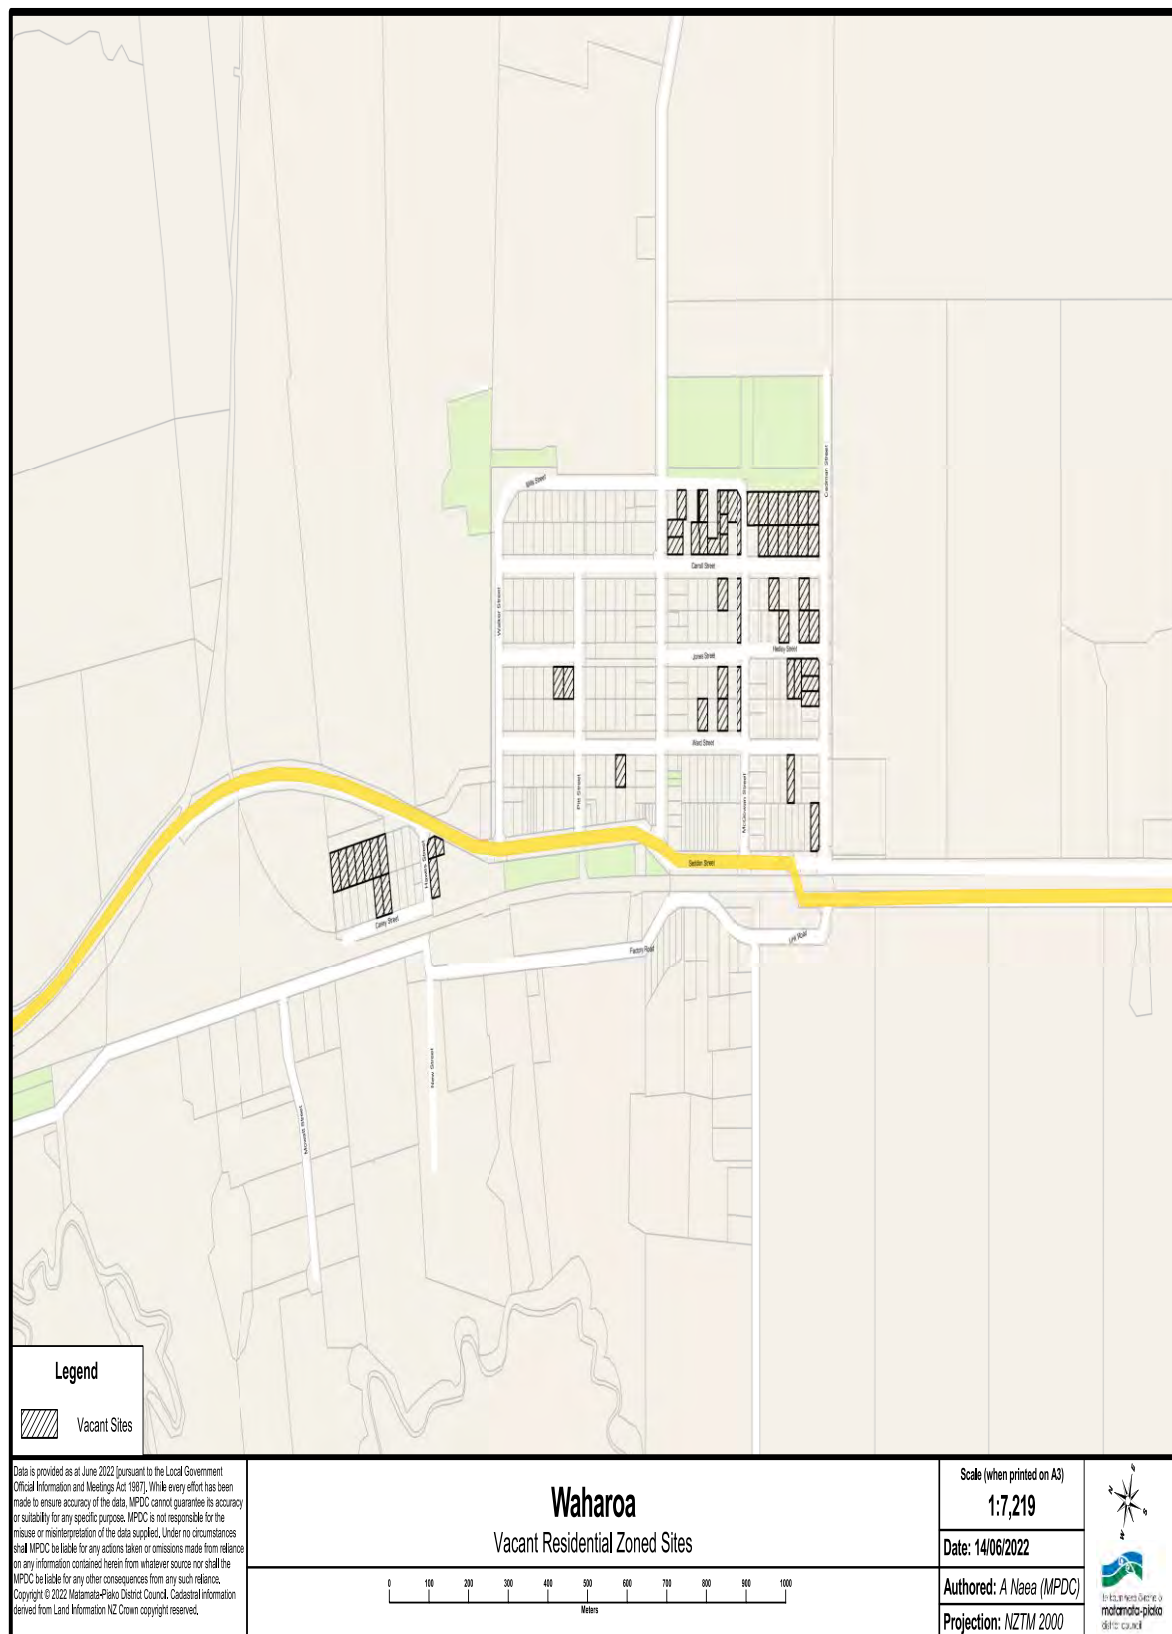 Mills Street
Cadman Street
Carroll Street
Walker Street
Jones Street
Hedley Street
Ward Street
Pitt Street
McGowan Street
Seddon Street
Hawes Street
Carey Street
Factory Road
Link Road
New Street
Mowatt Street
Legend
Vacant Sites
Data is provided as at June 2022 [pursuant to the Local Government
Official Information and Meetings Act 1987]. While every effort has been
made to ensure accuracy of the data, MPDC cannot guarantee its accuracy
or suitability for any specific purpose. MPDC is not responsible for the
misuse or misinterpretation of the data supplied. Under no circumstances
shall MPDC be liable for any actions taken or omissions made from reliance
on any information contained herein from whatever source nor shall the
MPDC be liable for any other consequences from any such reliance.
Copyright © 2022 Matamata-Piako District Council. Cadastral information
derived from Land Information NZ Crown copyright reserved.
Waharoa
Vacant Residential Zoned Sites
0 100 200 300 400 500 600 700 800 900 1000
Meters
Scale (when printed on A3)
1:7,219
Date: 14/06/2022
Authored: A Naea (MPDC)
Projection: NZTM 2000
matamata-piako
district council